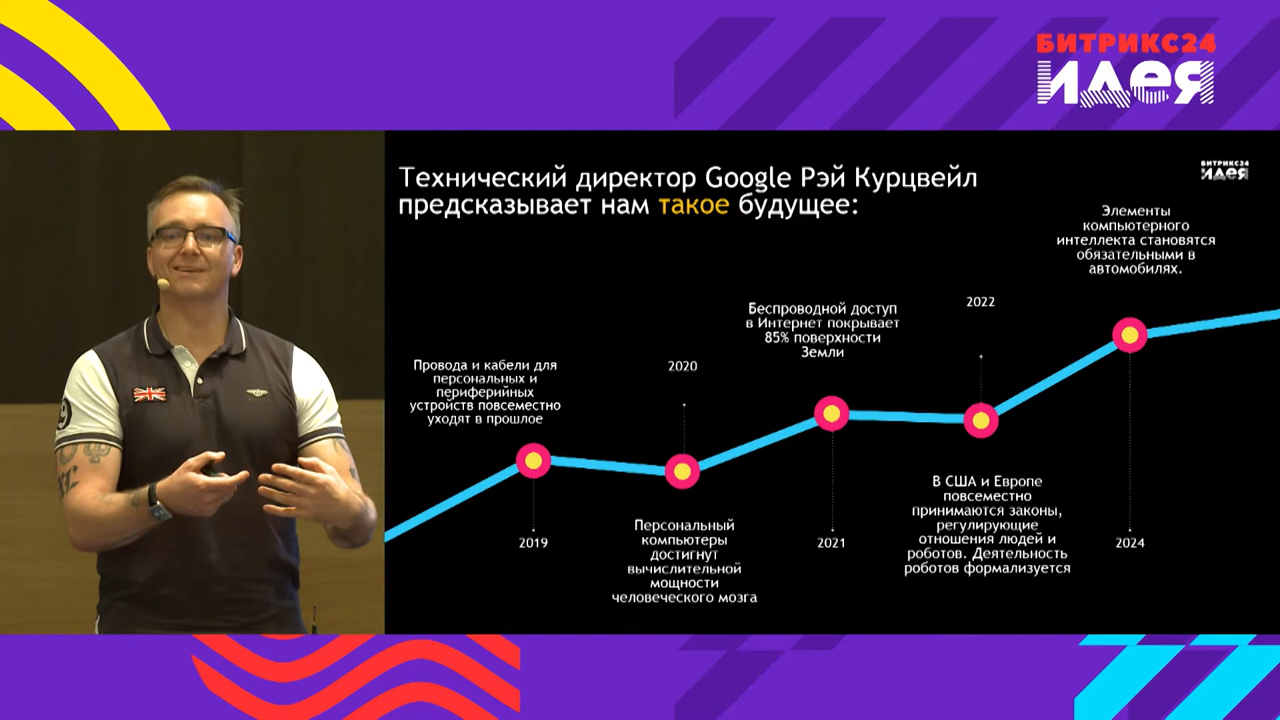 БИТРИКС24
идея
Технический директор Google Рэй Курцвейл
предсказывает нам такое будущее:
БИТРИКС24
идея
Провода и кабели для
персональных и
периферийных
устройств повсеместно
уходят в прошлое
2019
2020
Персональный
компьютеры
достигнут
вычислительной
мощности
человеческого мозга
Беспроводной доступ
в Интернет покрывает
85% поверхности
Земли
2021
2022
В США и Европе
повсеместно
принимаются законы,
регулирующие
отношения людей и
роботов. Деятельность
роботов формализуется
Элементы
компьютерного
интеллекта становятся
обязательными в
автомобилях.
2024
9